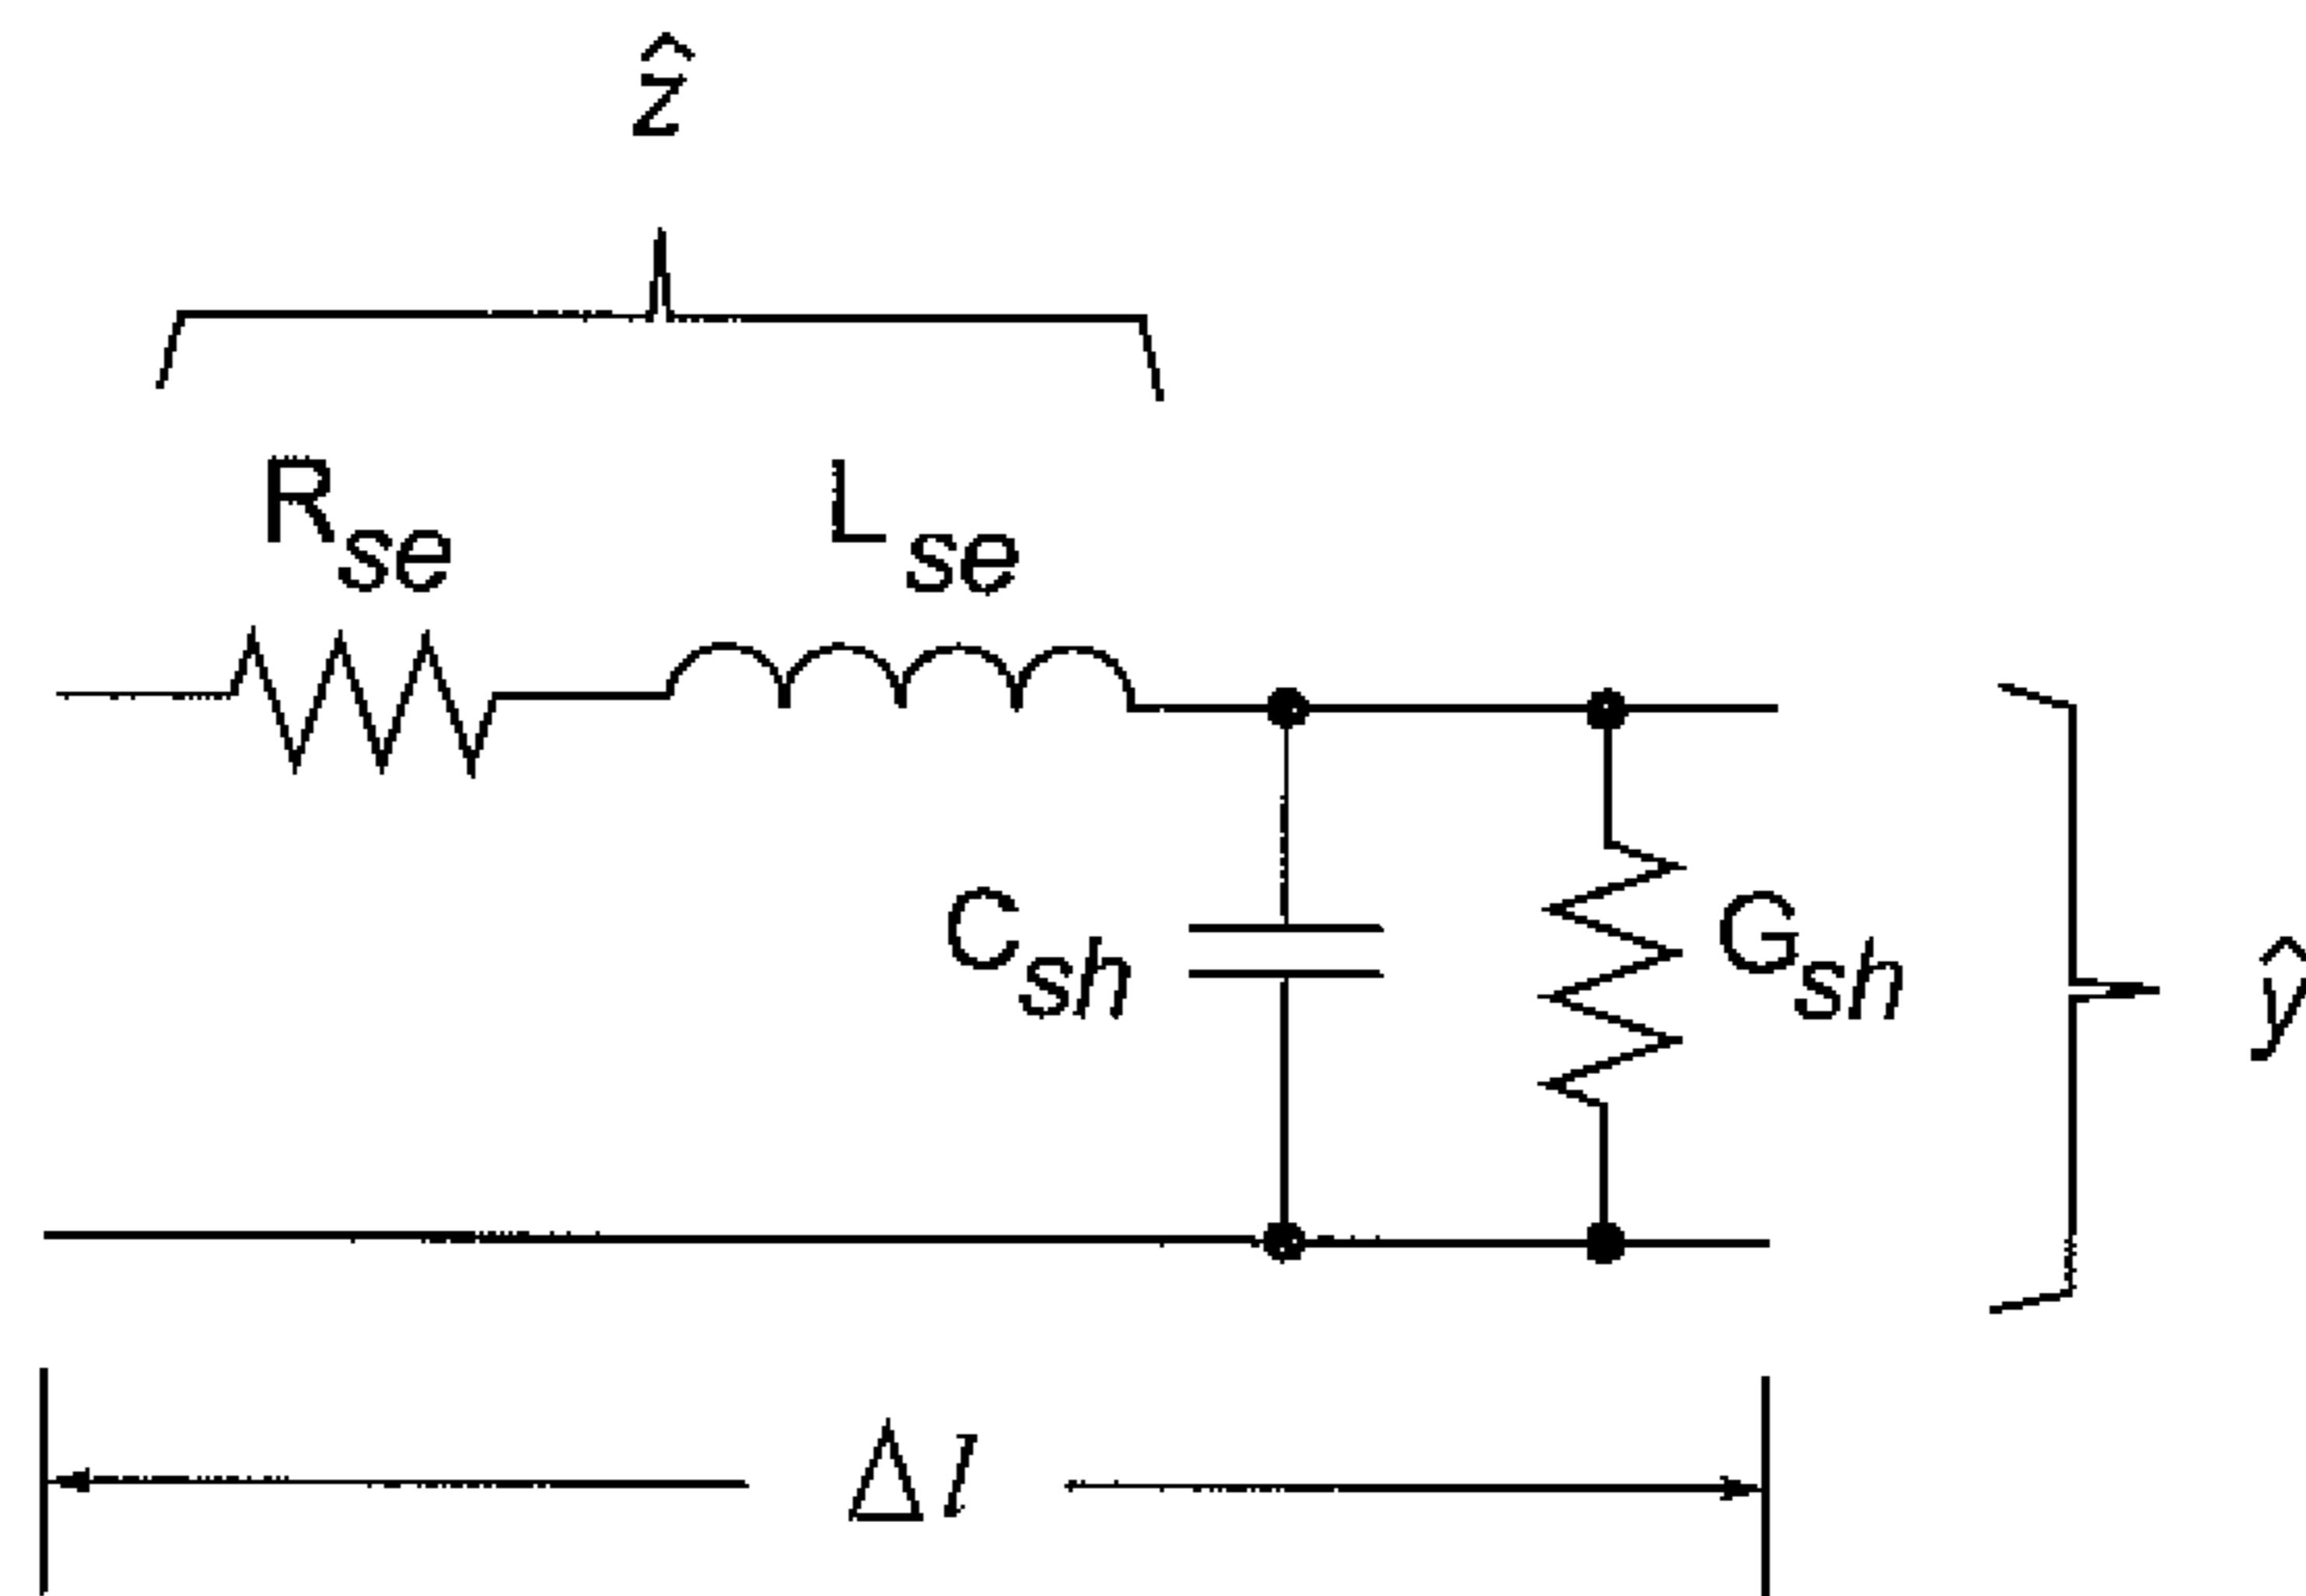 ẑ
R_se L_se
C_sh G_sh
ŷ
Δl